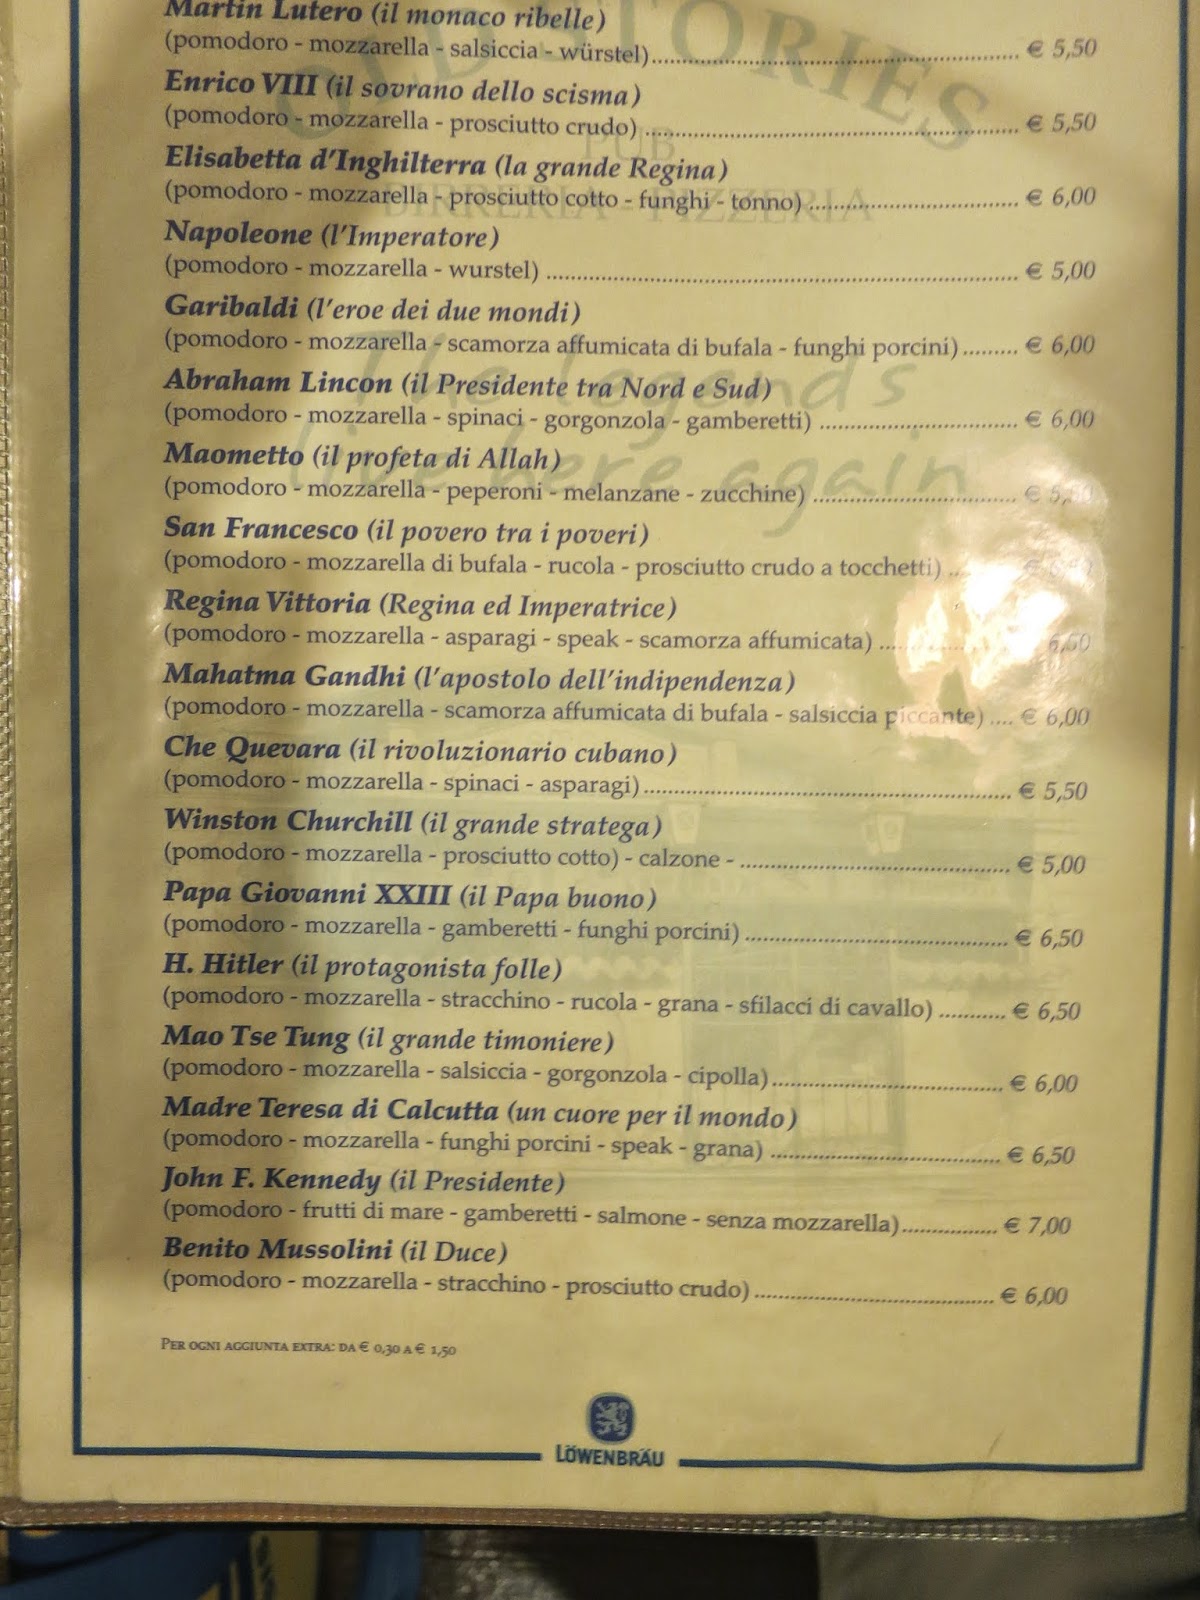 Martin Lutero (il monaco ribelle)
(pomodoro - mozzarella - salsiccia - würstel)........ € 5,50
Enrico VIII (il sovrano dello scisma)
(pomodoro - mozzarella - prosciutto crudo) ........ € 5,50
Elisabetta d'Inghilterra (la grande Regina)
(pomodoro - mozzarella - prosciutto cotto - funghi - tonno) ........ € 6,00
Napoleone (l'Imperatore)
(pomodoro - mozzarella - wurstel) ........ € 5,00
Garibaldi (l'eroe dei due mondi)
(pomodoro - mozzarella - scamorza affumicata di bufala - funghi porcini) ......... € 6,00
Abraham Lincon (il Presidente tra Nord e Sud)
(pomodoro - mozzarella - spinaci - gorgonzola - gamberetti) ........ € 6,00
Maometto (il profeta di Allah)
(pomodoro - mozzarella - peperoni - melanzane - zucchine) ........ €
San Francesco (il povero tra i poveri)
(pomodoro - mozzarella di bufala - rucola - prosciutto crudo a tocchetti) ..
Regina Vittoria (Regina ed Imperatrice)
(pomodoro - mozzarella - asparagi - speak - scamorza affumicata) .... 6,50
Mahatma Gandhi (l'apostolo dell'indipendenza)
(pomodoro - mozzarella - scamorza affumicata di bufala - salsiccia piccante) .... € 6,00
Che Quevara (il rivoluzionario cubano)
(pomodoro - mozzarella - spinaci - asparagi)........ € 5,50
Winston Churchill (il grande stratega)
(pomodoro - mozzarella - prosciutto cotto) - calzone - ........ € 5,00
Papa Giovanni XXIII (il Papa buono)
(pomodoro - mozzarella - gamberetti - funghi porcini) ........ € 6,50
H. Hitler (il protagonista folle)
(pomodoro - mozzarella - stracchino - rucola - grana - sfilacci di cavallo) ........... € 6,50
Mao Tse Tung (il grande timoniere)
(pomodoro - mozzarella - salsiccia - gorgonzola - cipolla)........ € 6,00
Madre Teresa di Calcutta (un cuore per il mondo)
(pomodoro - mozzarella - funghi porcini - speak - grana) ........ € 6,50
John F. Kennedy (il Presidente)
(pomodoro - frutti di mare - gamberetti - salmone - senza mozzarella)........ € 7,00
Benito Mussolini (il Duce)
(pomodoro - mozzarella - stracchino - prosciutto crudo) ........ € 6,00
PER OGNI AGGIUNTA EXTRA: DA € 0,30 A € 1,50
LÖWENBRÄU
STORIES
PUB
BIRRERIA - PIZZERIA
The legends
here again